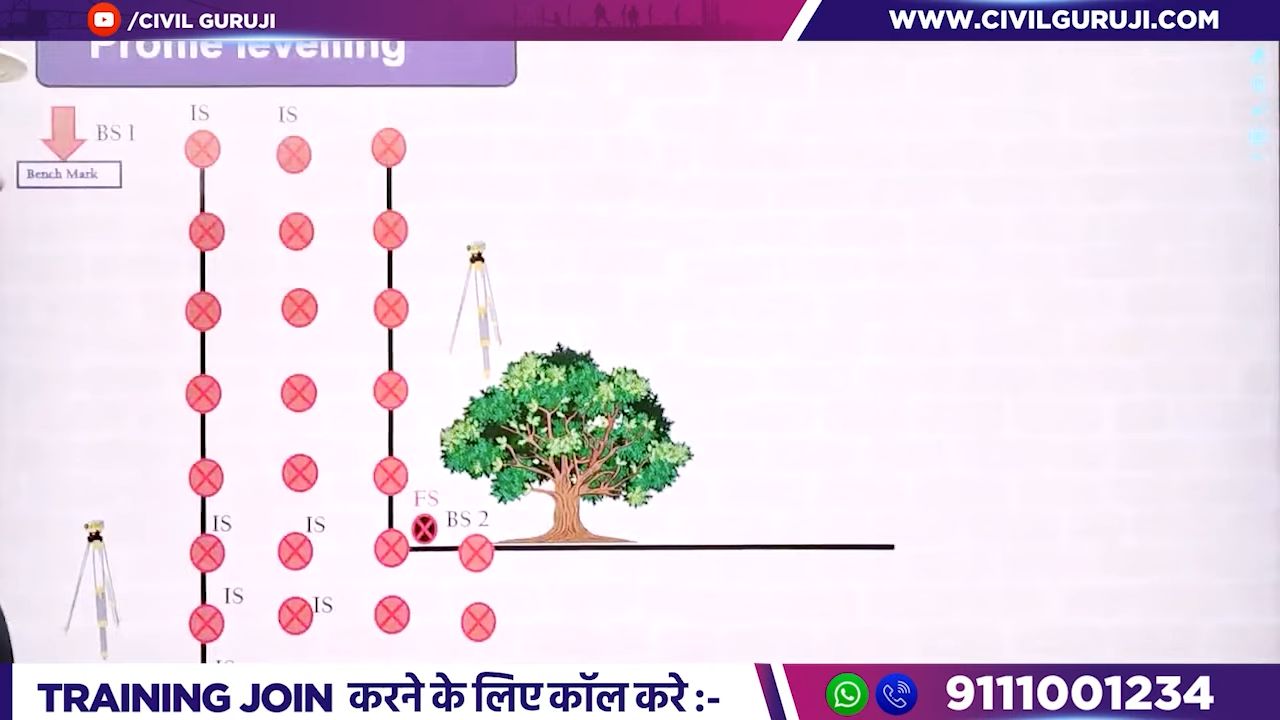 /CIVIL GURUJI
WWW.CIVILGURUJI.COM
Profile levelling
IS
IS
BS 1
Bench Mark
FS
BS 2
IS
IS
IS
IS
TRAINING JOIN करने के लिए कॉल करे :-
9111001234